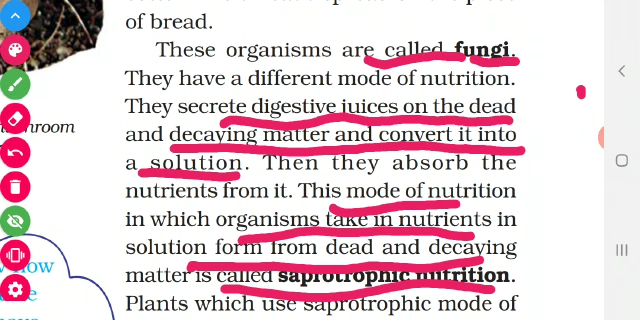 of bread.
These organisms are called fungi.
They have a different mode of nutrition.
They secrete digestive juices on the dead
and decaying matter and convert it into
a solution. Then they absorb the
nutrients from it. This mode of nutrition
in which organisms take in nutrients in
solution form from dead and decaying
matter is called saprotrophic nutrition.
Plants which use saprotrophic mode of